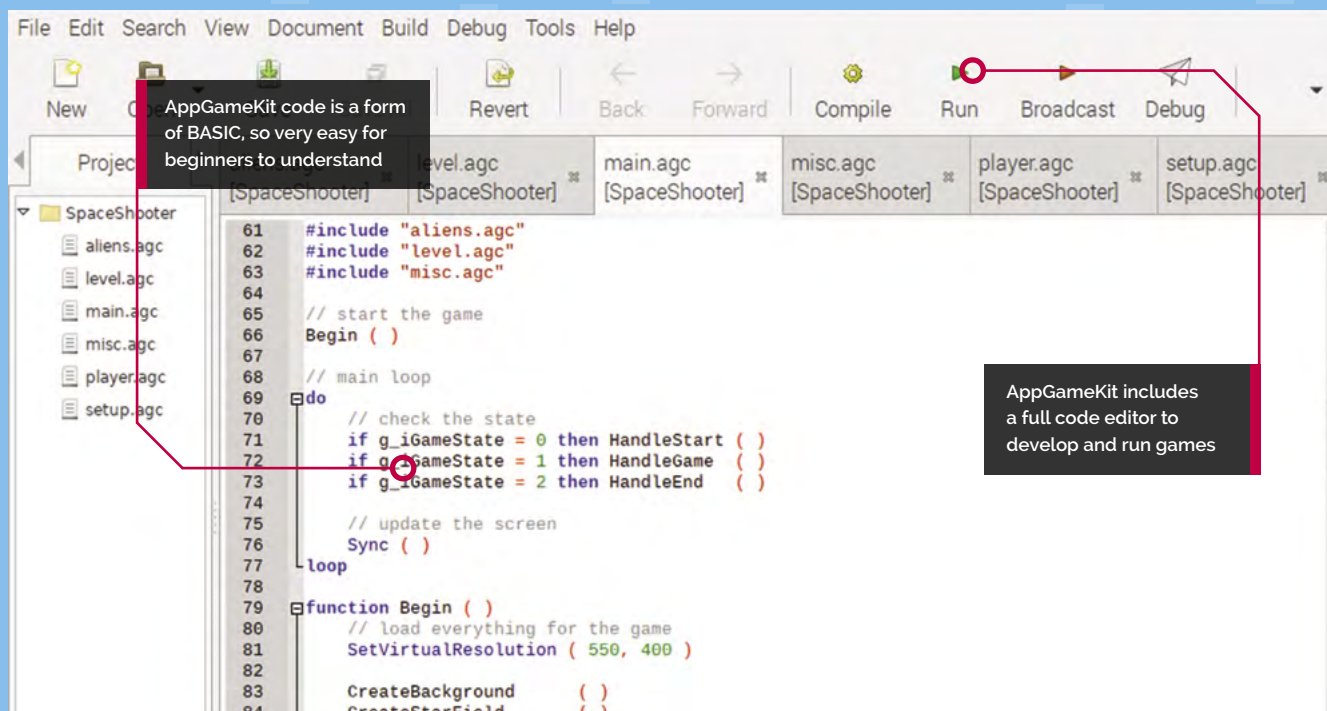 File Edit Search View Document Build Debug Tools Help
New Revert Back Forward Compile Run Broadcast Debug
AppGameKit code is a form
of BASIC, so very easy for
beginners to understand
level.agc main.agc misc.agc player.agc setup.agc
[SpaceShooter] [SpaceShooter] [SpaceShooter] [SpaceShooter] [SpaceShooter] [SpaceShooter]
SpaceShooter
aliens.agc
level.agc
main.agc
misc.agc
player.agc
setup.agc
61 #include "aliens.agc"
62 #include "level.agc"
63 #include "misc.agc"
64
65 // start the game
66 Begin ( )
67
68 // main loop
69 do
70 // check the state
71 if g_iGameState = 0 then HandleStart ( )
72 if g_iGameState = 1 then HandleGame ( )
73 if g_iGameState = 2 then HandleEnd ( )
74
75 // update the screen
76 Sync ( )
77 loop
78
79 function Begin ( )
80 // load everything for the game
81 SetVirtualResolution ( 550, 400 )
82
83 CreateBackground ( )
84 CreateStarField ( )
AppGameKit includes
a full code editor to
develop and run games